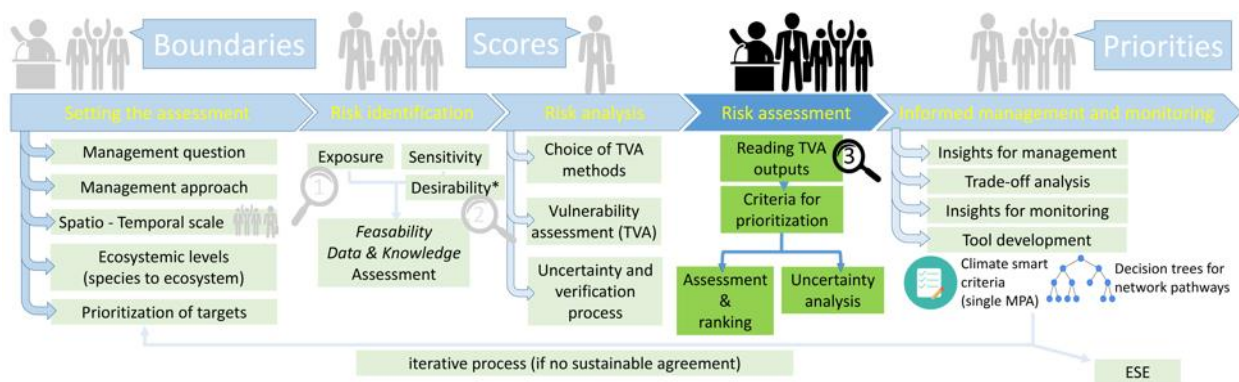 Boundaries
Scores
Priorities
Setting the assessment
Risk identification
Risk analysis
Risk assessment
Informed management and monitoring
Management question
Management approach
Spatio - Temporal scale
Ecosystemic levels
(species to ecosystem)
Prioritization of targets
Exposure
Sensitivity
1
Desirability*
2
Feasability
Data & Knowledge
Assessment
Choice of TVA
methods
Vulnerability
assessment (TVA)
Uncertainty and
verification
process
Reading TVA
outputs
3
Criteria for
prioritization
Assessment
&
ranking
Uncertainty
analysis
Insights for management
Trade-off analysis
Insights for monitoring
Tool development
Climate smart
criteria
(single MPA)
Decision trees for
network pathways
iterative process (if no sustainable agreement)
ESE